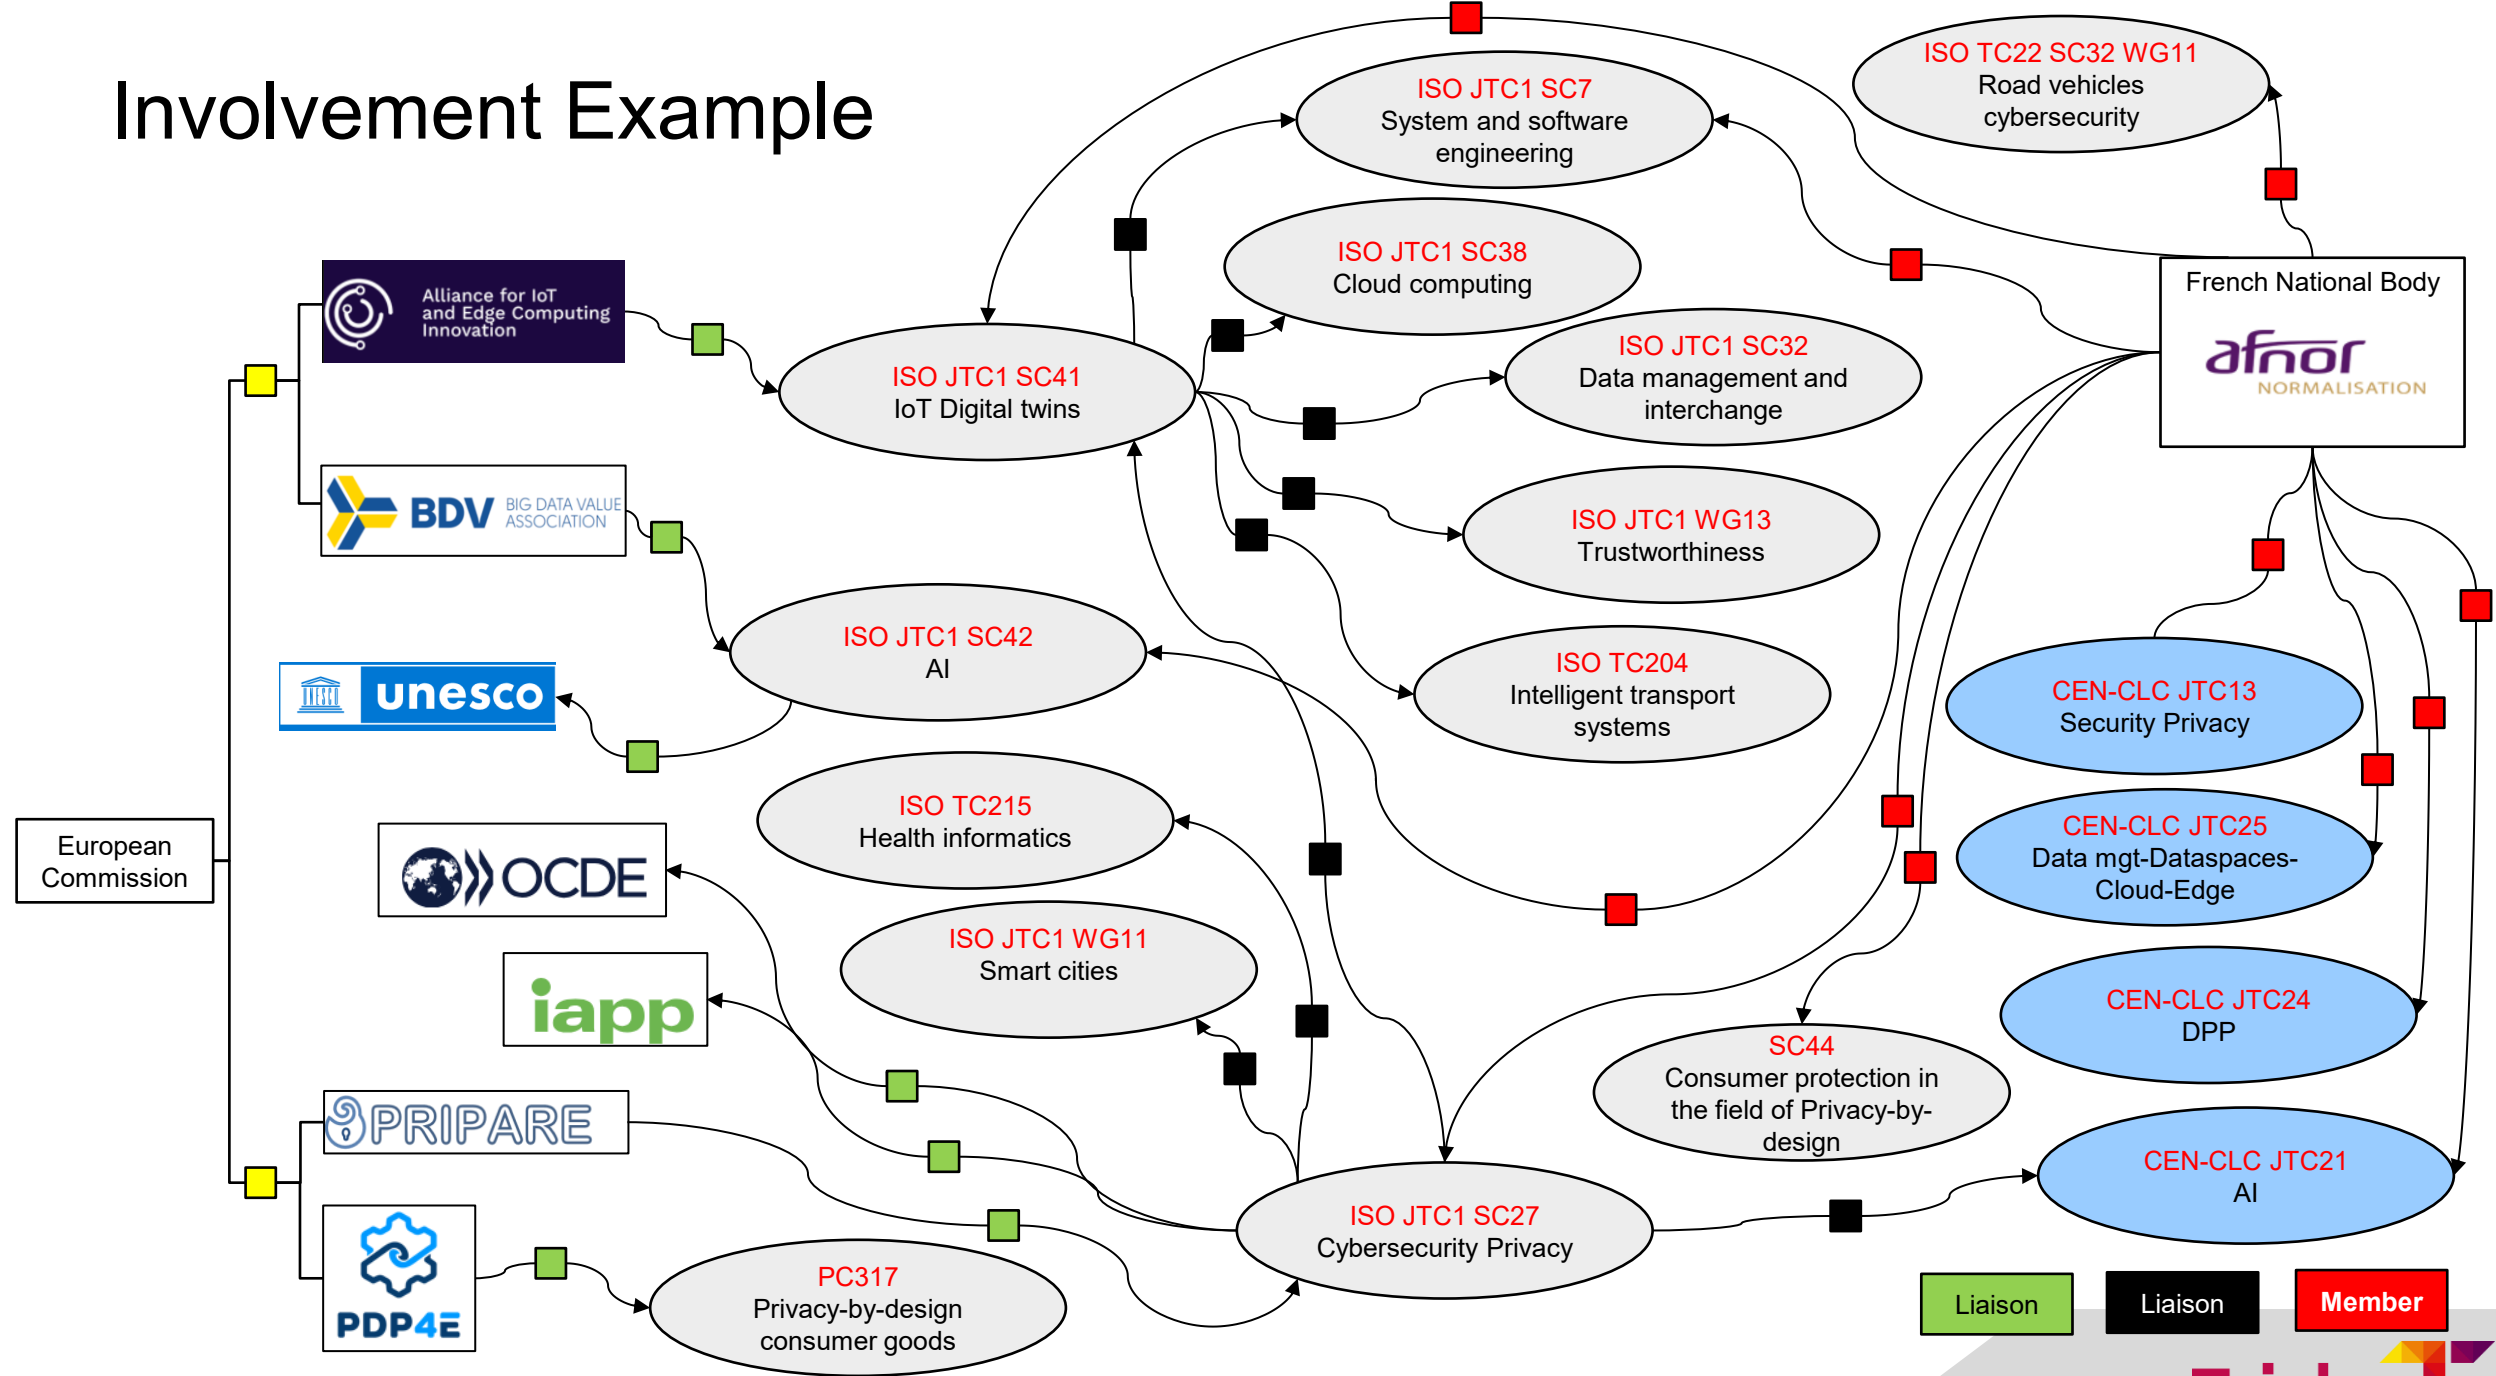 Involvement Example
ISO JTC1 SC7
System and software
engineering
ISO TC22 SC32 WG11
Road vehicles
cybersecurity
ISO JTC1 SC38
Cloud computing
French National Body
afnor
NORMALISATION
Alliance for IoT
and Edge Computing
Innovation
ISO JTC1 SC41
IoT Digital twins
ISO JTC1 SC32
Data management and
interchange
BDV BIG DATA VALUE
ASSOCIATION
ISO JTC1 WG13
Trustworthiness
ISO JTC1 SC42
AI
UNESCO
unesco
ISO TC204
Intelligent transport
systems
CEN-CLC JTC13
Security Privacy
ISO TC215
Health informatics
European
Commission
OCDE
CEN-CLC JTC25
Data mgt-Dataspaces-
Cloud-Edge
ISO JTC1 WG11
Smart cities
iapp
CEN-CLC JTC24
DPP
SC44
Consumer protection in
the field of Privacy-by-
design
PRIPARE
CEN-CLC JTC21
AI
ISO JTC1 SC27
Cybersecurity Privacy
PDP4E
PC317
Privacy-by-design
consumer goods
Liaison
Liaison
Member